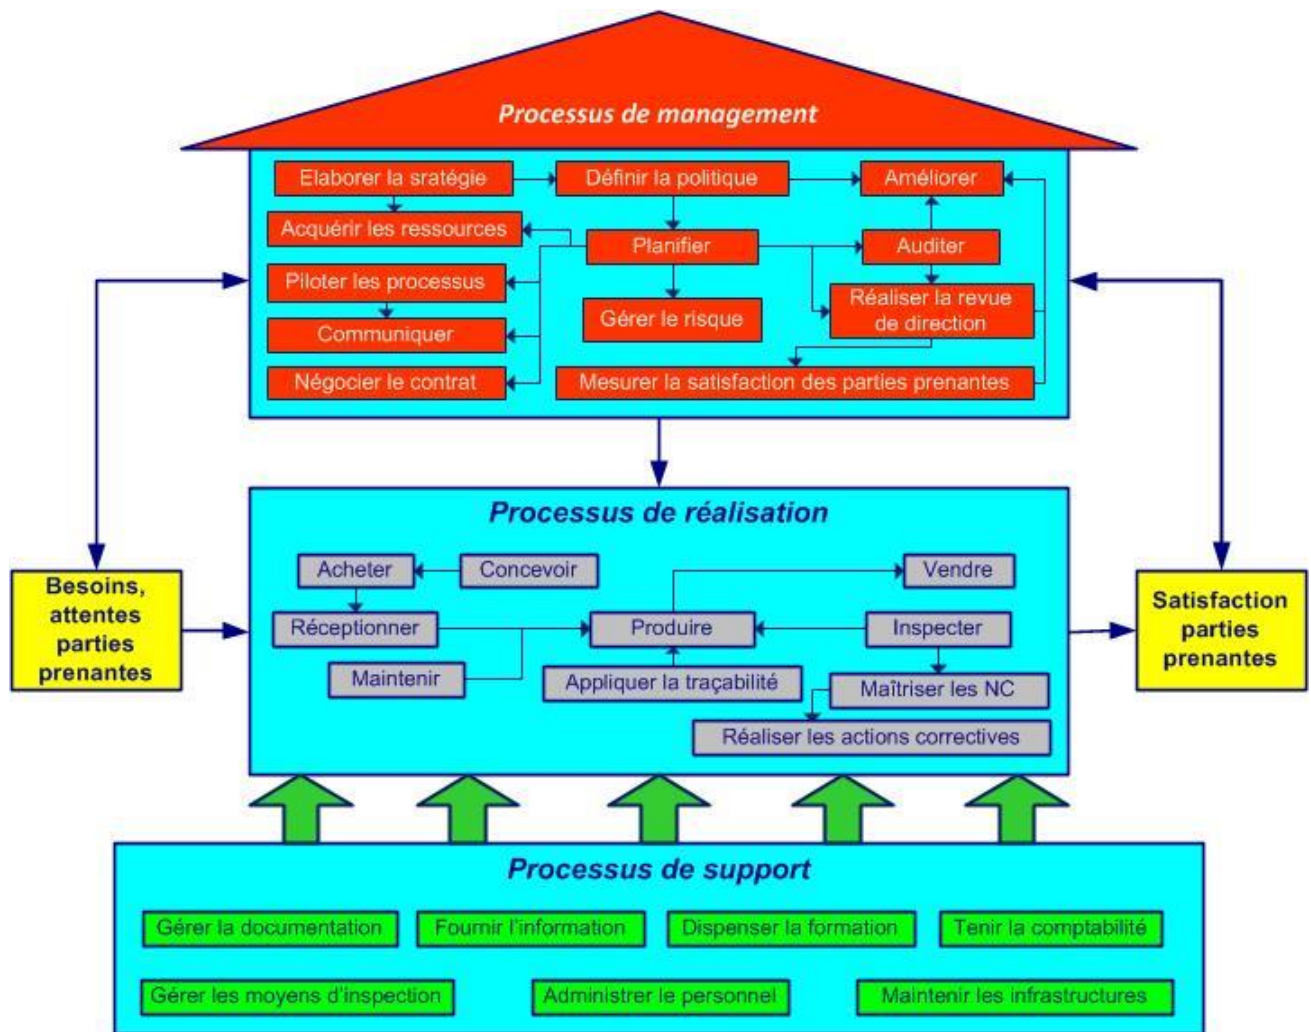 Processus de management
Elaborer la sratégie
Définir la politique
Améliorer
Acquérir les ressources
Planifier
Auditer
Piloter les processus
Gérer le risque
Réaliser la revue
de direction
Communiquer
Négocier le contrat
Mesurer la satisfaction des parties prenantes
Processus de réalisation
Acheter
Concevoir
Vendre
Besoins,
attentes
parties
prenantes
Réceptionner
Produire
Inspecter
Satisfaction
parties
prenantes
Maintenir
Appliquer la traçabilité
Maîtriser les NC
Réaliser les actions correctives
Processus de support
Gérer la documentation
Fournir l'information
Dispenser la formation
Tenir la comptabilité
Gérer les moyens d'inspection
Administrer le personnel
Maintenir les infrastructures